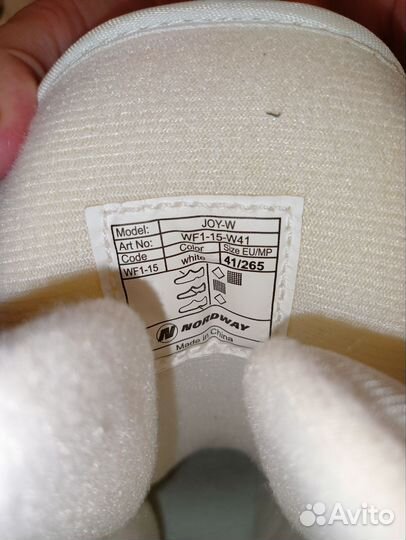 Model: JOY-W
Art No: WF1-15-W41
Code Color Size EU/MP
WF1-15 white 41/265
NORDWAY
Made in China
Avito